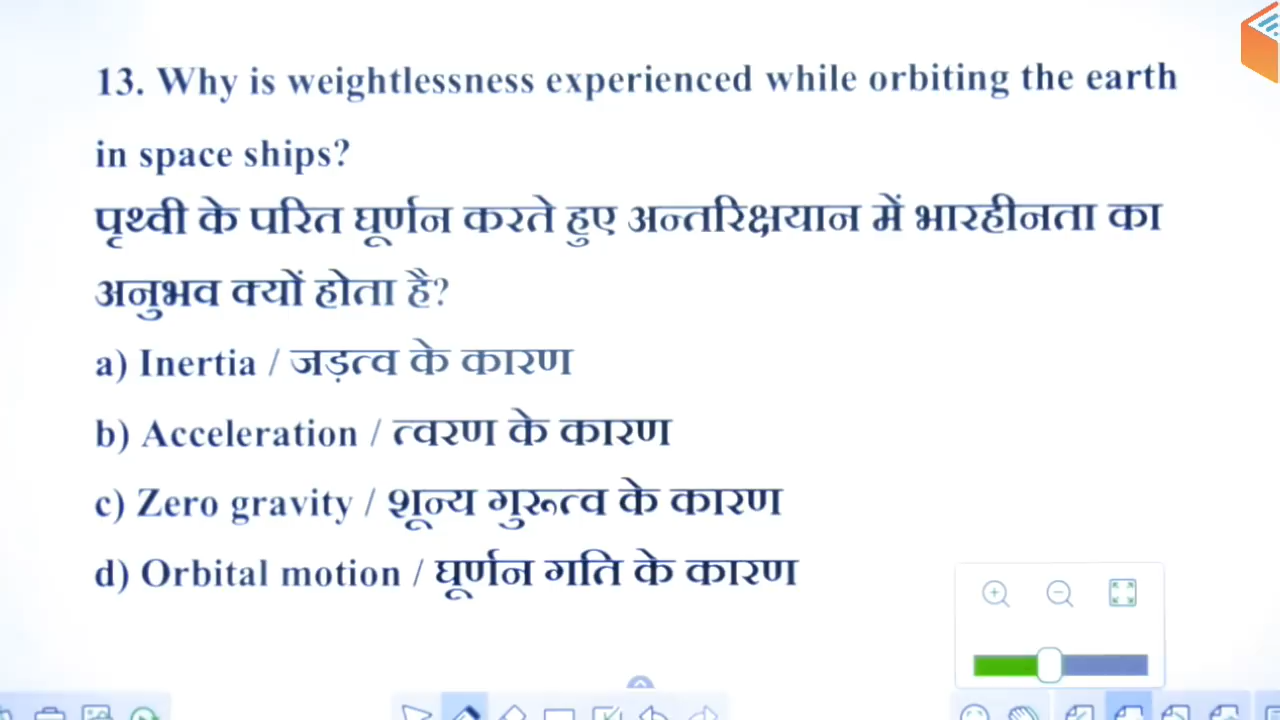 13. Why is weightlessness experienced while orbiting the earth
in space ships?
पृथ्वी के परित घूर्णन करते हुए अन्तरिक्षयान में भारहीनता का
अनुभव क्यों होता है?
a) Inertia / जड़त्व के कारण
b) Acceleration / त्वरण के कारण
c) Zero gravity / शून्य गुरूत्व के कारण
d) Orbital motion / घूर्णन गति के कारण